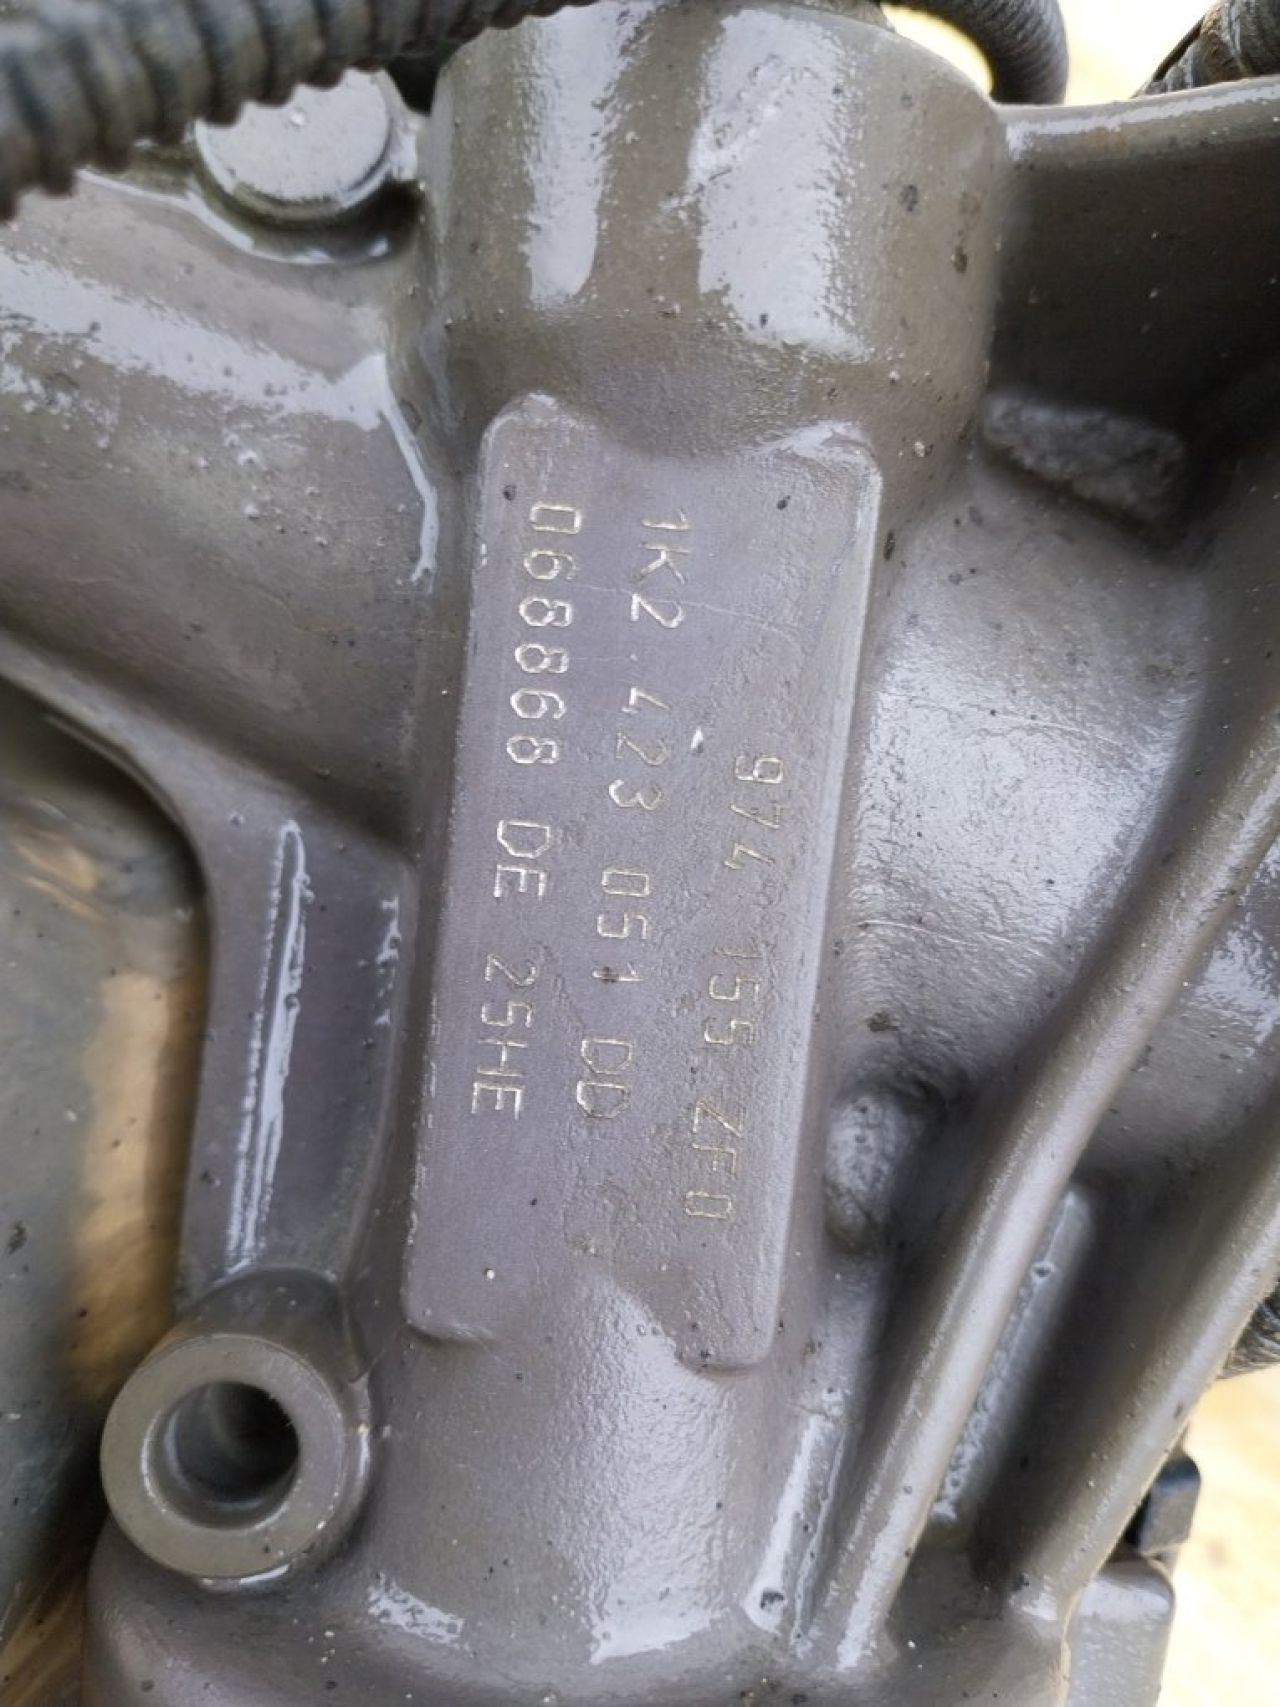 974 155 ZF0
1K2.423 051 DD
068868 DE 25HE